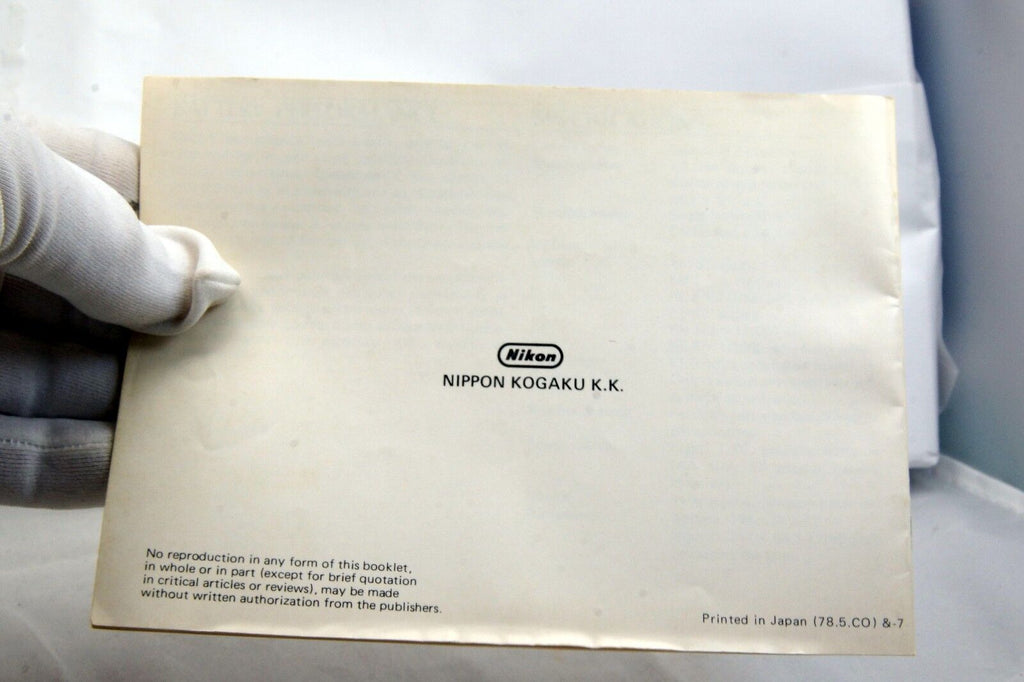 Nikon
NIPPON KOGAKU K.K.
No reproduction in any form of this booklet,
in whole or in part (except for brief quotation
in critical articles or reviews), may be made
without written authorization from the publishers.
Printed in Japan (78.5.CO) &-7